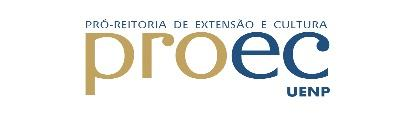 PRÓ-REITORIA DE EXTENSÃO E CULTURA
proec
UENP